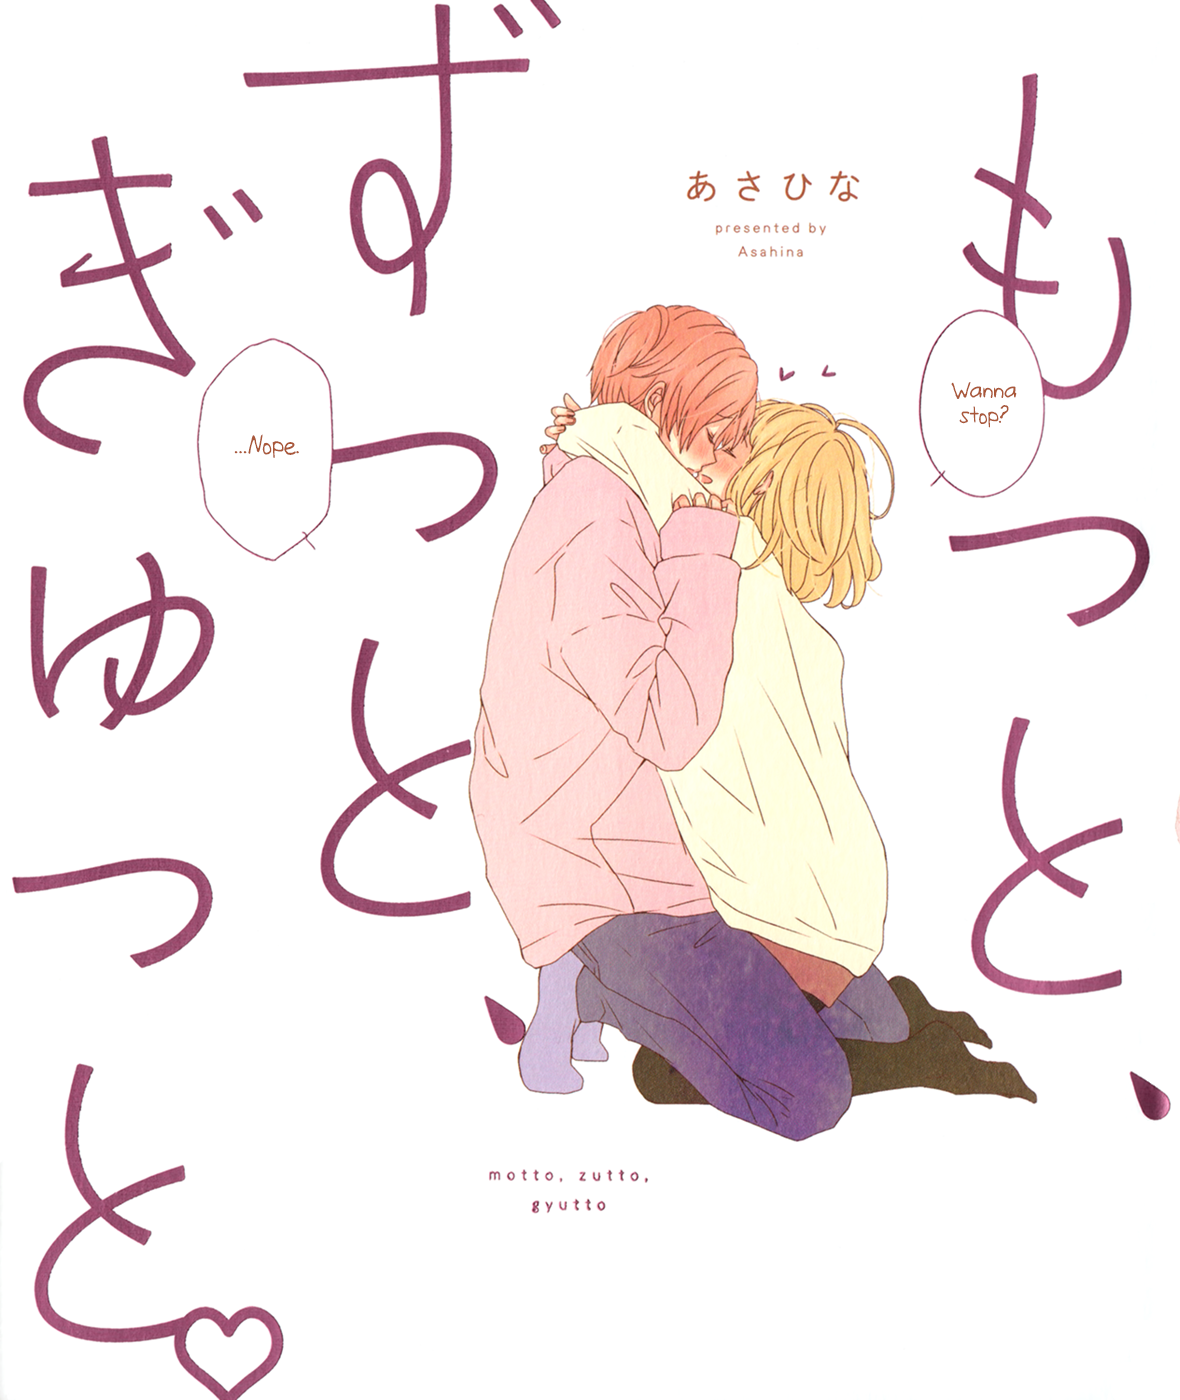 もっと、
ずっと、
ぎゅっと
あさひな
presented by
Asahina
Wanna
stop?
...Nope.
motto, zutto,
gyutto